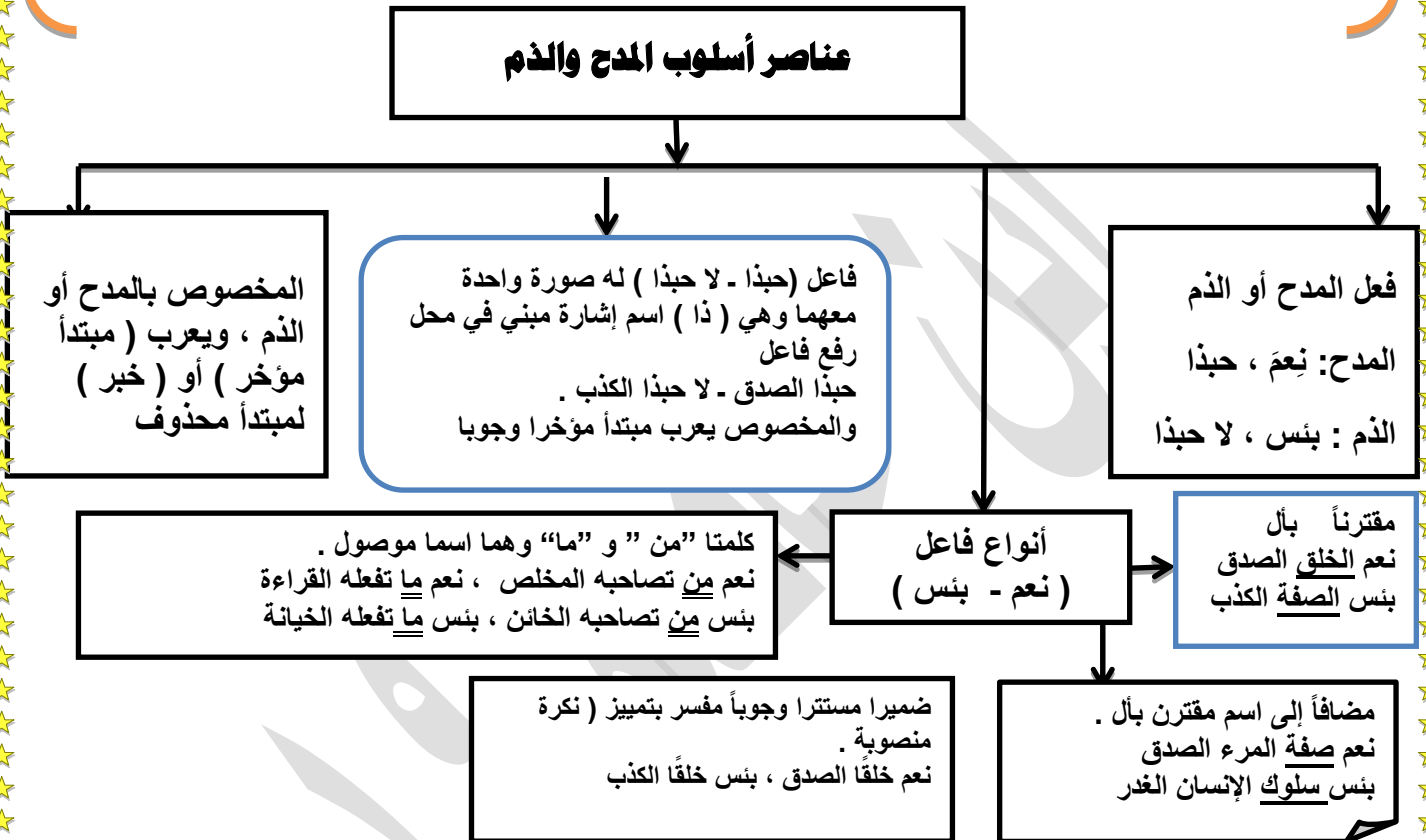 عناصر أسلوب المدح والذم
فعل المدح أو الذم
المدح: نِعمَ ، حبذا
الذم : بئس ، لا حبذا
فاعل (حبذا ـ لا حبذا ) له صورة واحدة
معهما وهي ( ذا ) اسم إشارة مبني في محل
رفع فاعل
حبذا الصدق ـ لا حبذا الكذب .
والمخصوص يعرب مبتدأ مؤخرا وجوبا
المخصوص بالمدح أو
الذم ، ويعرب ( مبتدأ
مؤخر ) أو ( خبر )
لمبتدأ محذوف
أنواع فاعل
( نعم - بئس )
مقترناً بأل
نعم الخلق الصدق
بئس الصفة الكذب
كلمتا ”من ” و ”ما“ وهما اسما موصول .
نعم من تصاحبه المخلص ، نعم ما تفعله القراءة
بئس من تصاحبه الخائن ، بئس ما تفعله الخيانة
مضافاً إلى اسم مقترن بأل .
نعم صفة المرء الصدق
بئس سلوك الإنسان الغدر
ضميرا مستترا وجوباً مفسر بتمييز ( نكرة
منصوبة .
نعم خلقًا الصدق ، بئس خلقًا الكذب